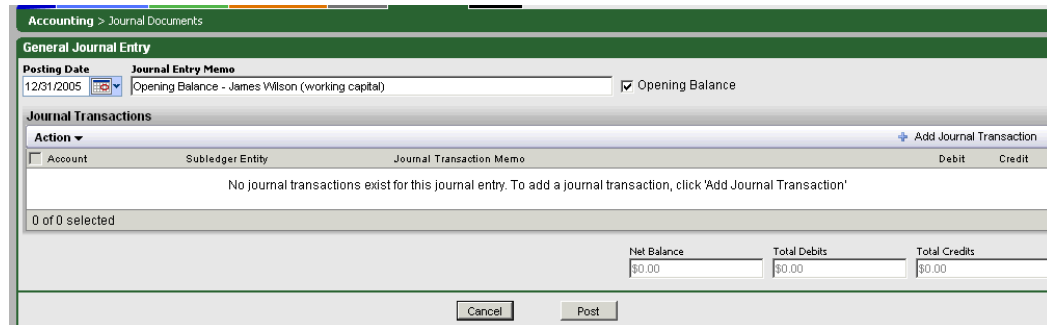 Accounting > Journal Documents
General Journal Entry
Posting Date Journal Entry Memo
12/31/2005 Opening Balance - James Wilson (working capital) Opening Balance
Journal Transactions
Action Add Journal Transaction
Account Subledger Entity Journal Transaction Memo Debit Credit
No journal transactions exist for this journal entry. To add a journal transaction, click 'Add Journal Transaction'
0 of 0 selected
Net Balance Total Debits Total Credits
$0.00 $0.00 $0.00
Cancel Post